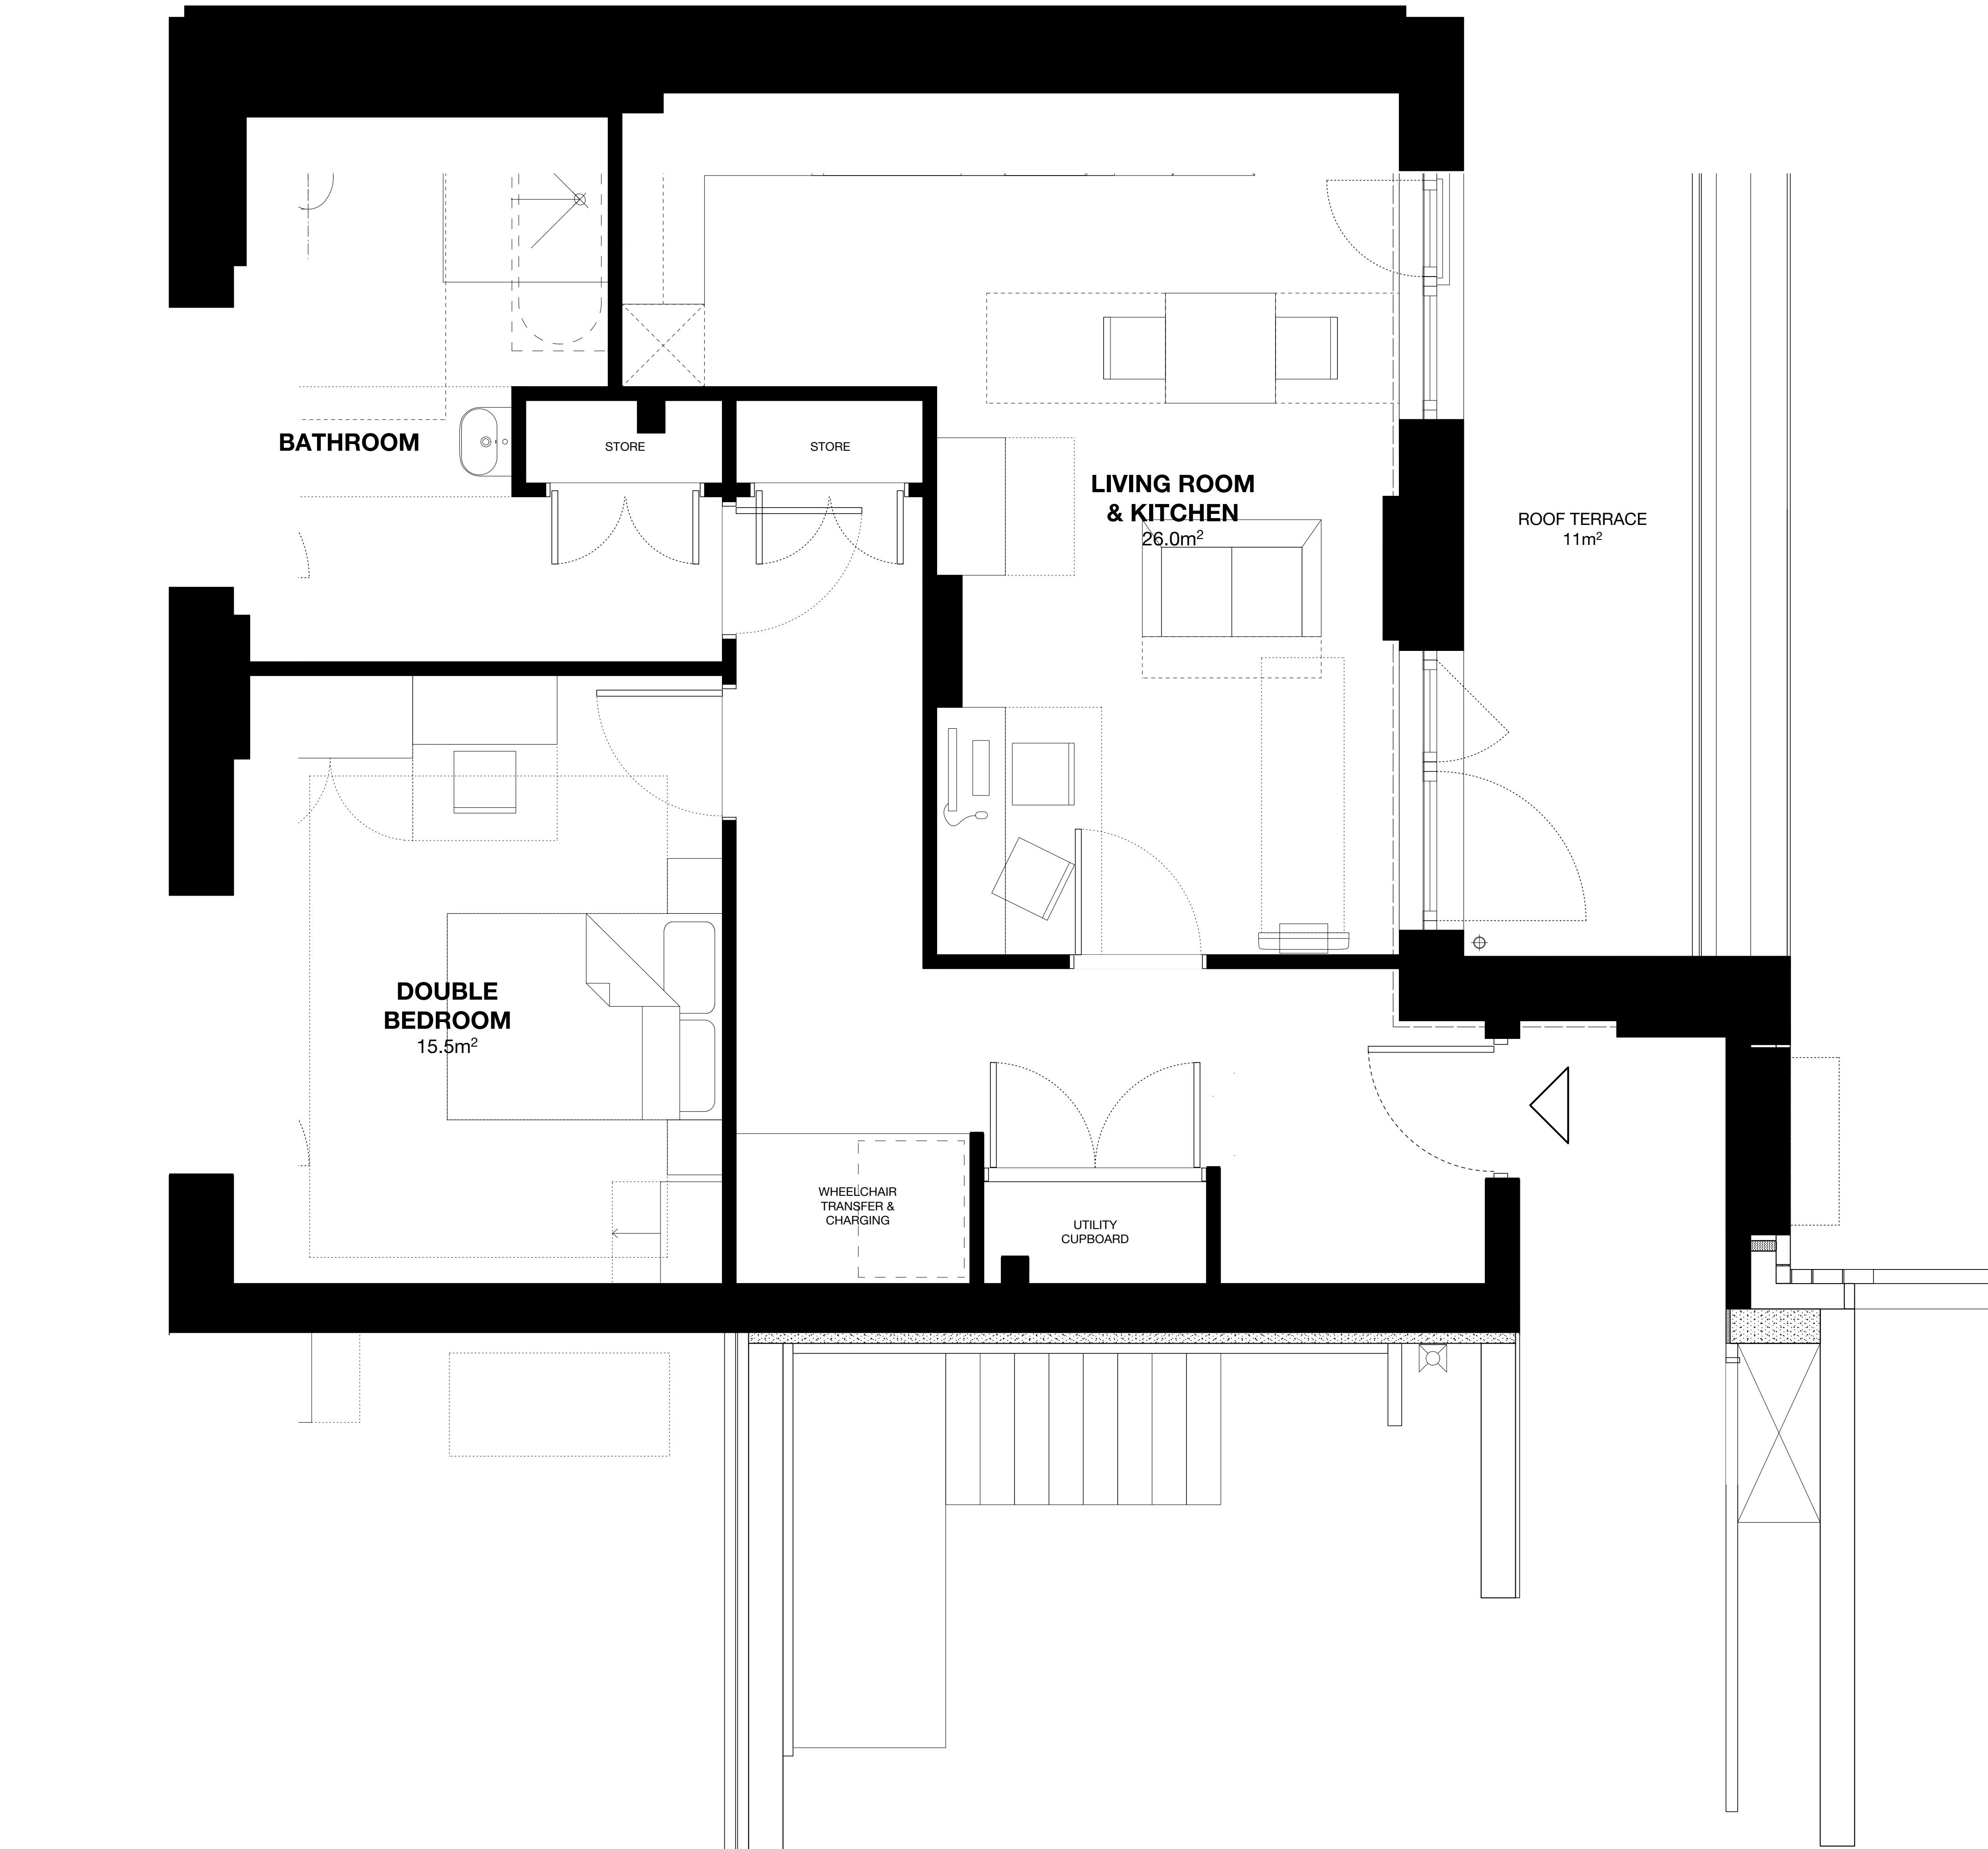 BATHROOM
STORE
STORE
LIVING ROOM
& KITCHEN
26.0m²
ROOF TERRACE
11m²
DOUBLE
BEDROOM
15.5m²
WHEELCHAIR
TRANSFER &
CHARGING
UTILITY
CUPBOARD